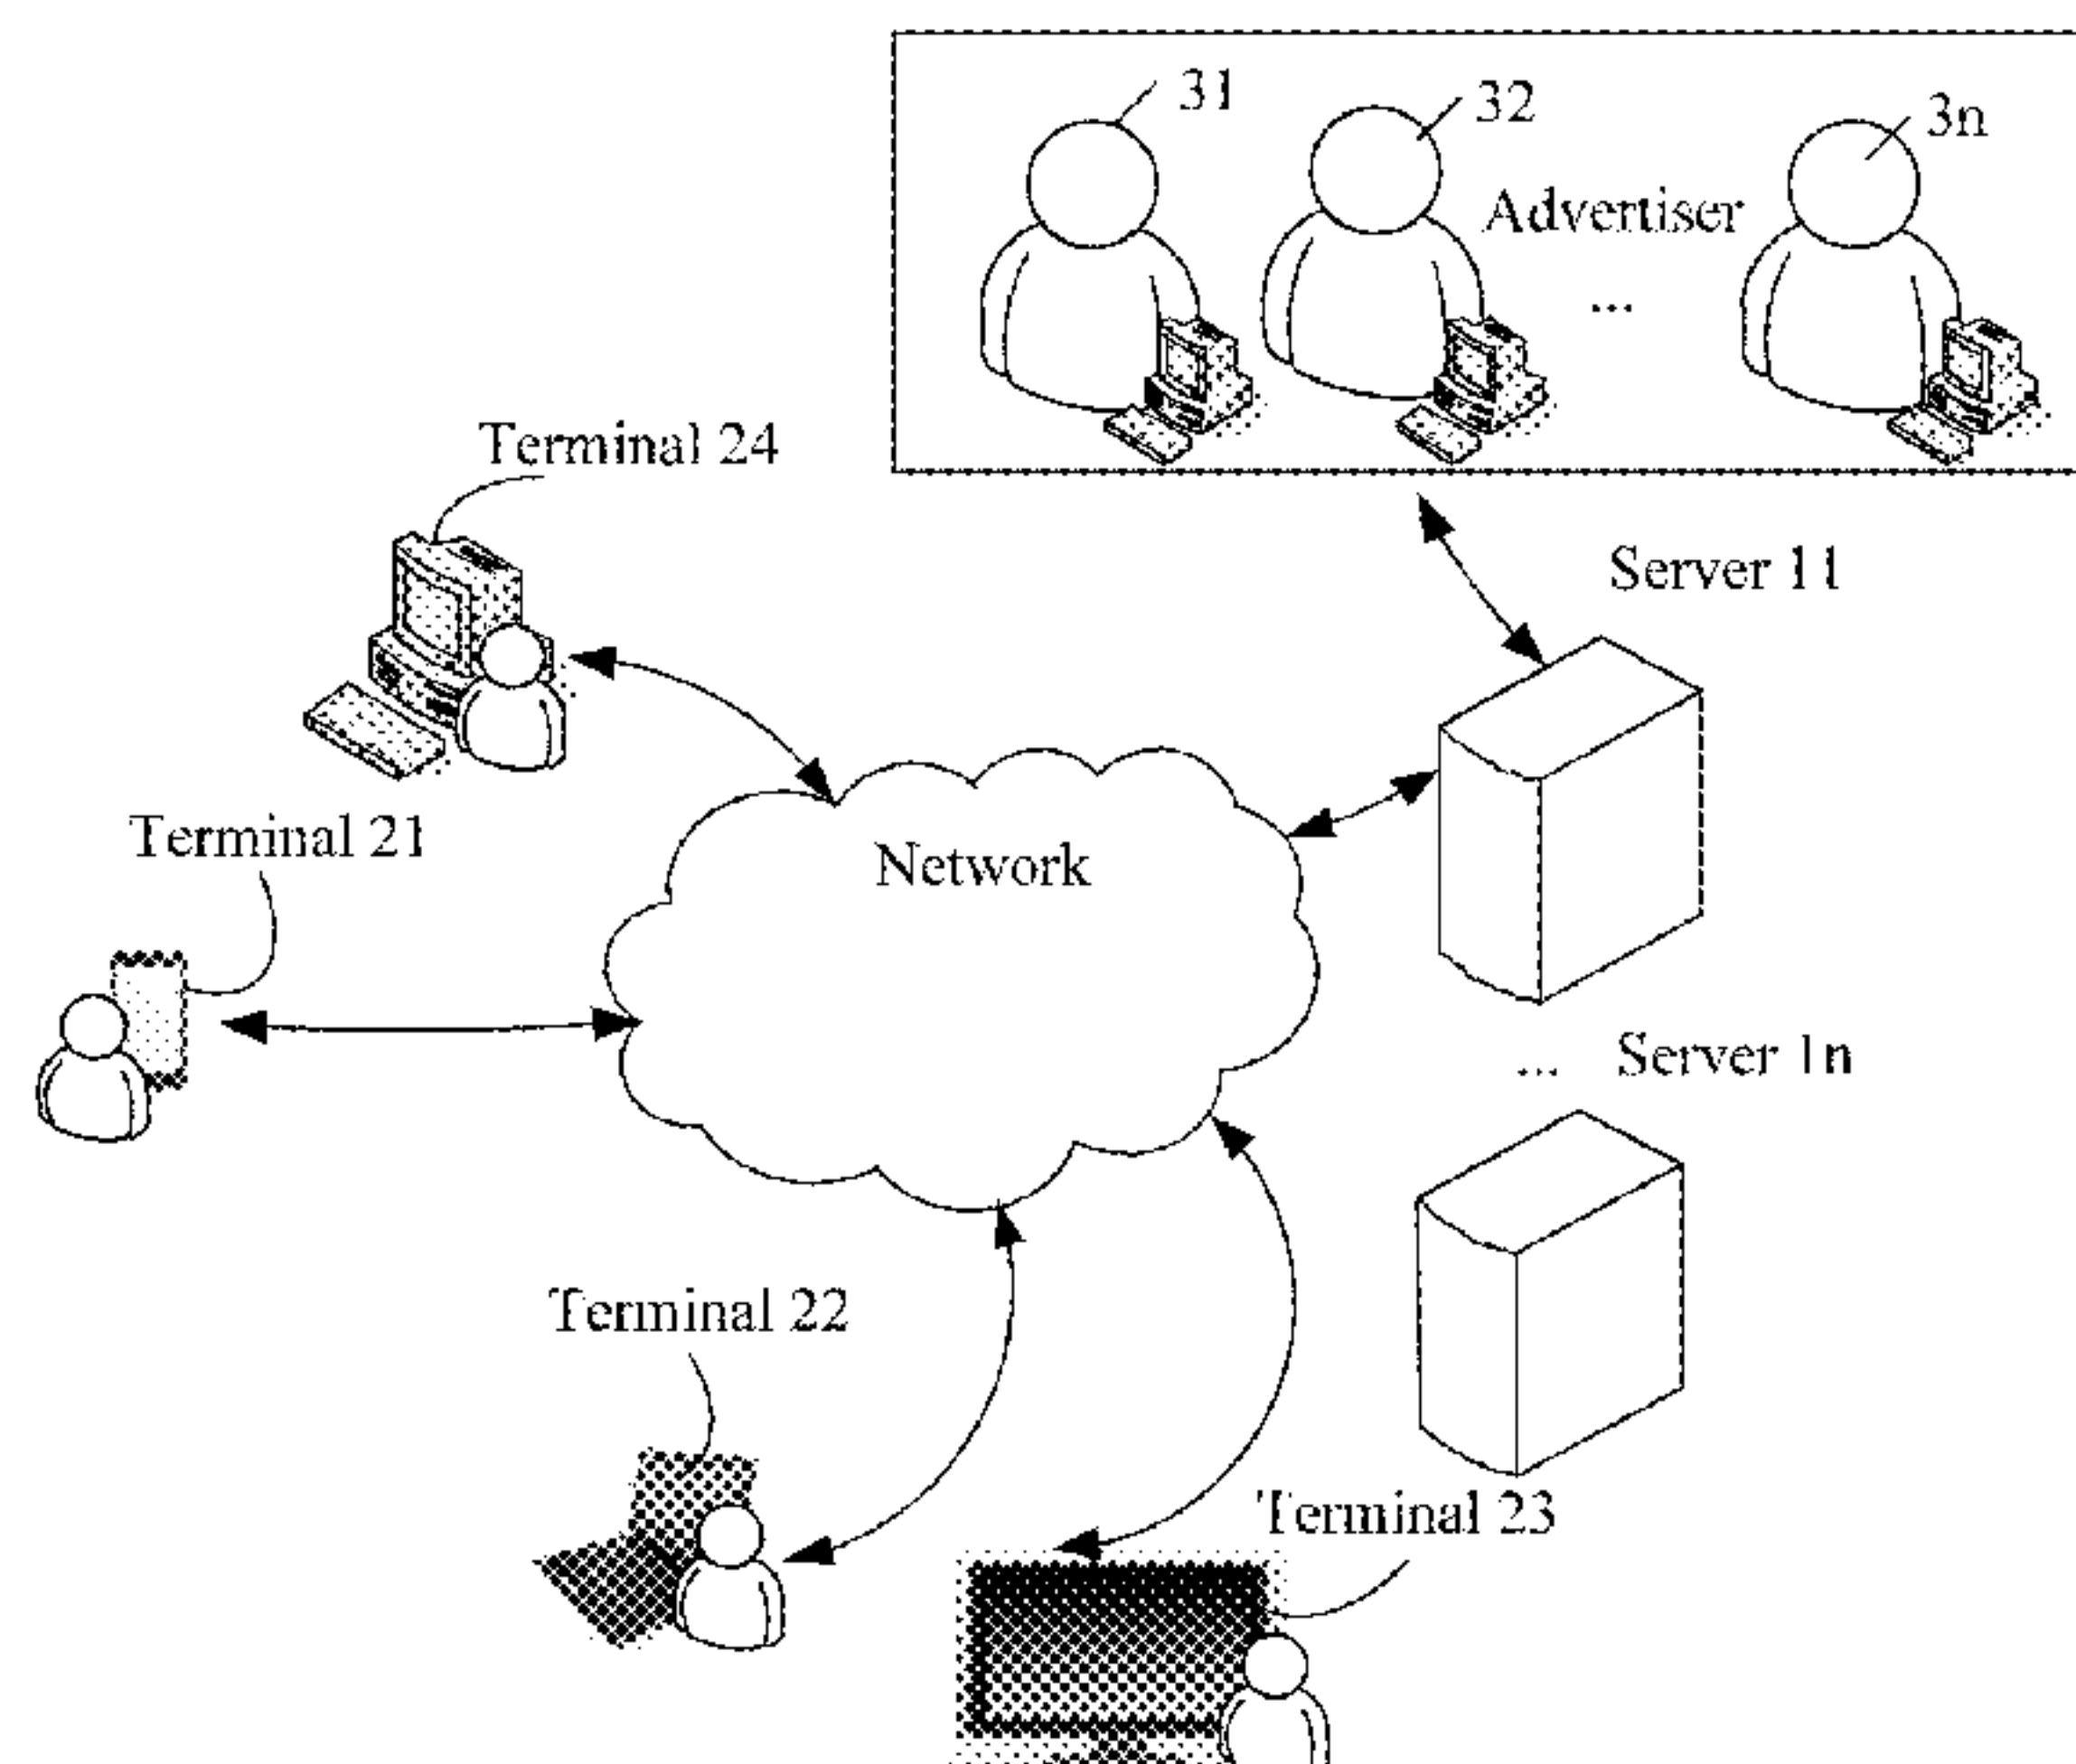 31
32
3n
Advertiser
...
Terminal 24
Server 11
Terminal 21
Network
... Server 1n
Terminal 22
Terminal 23